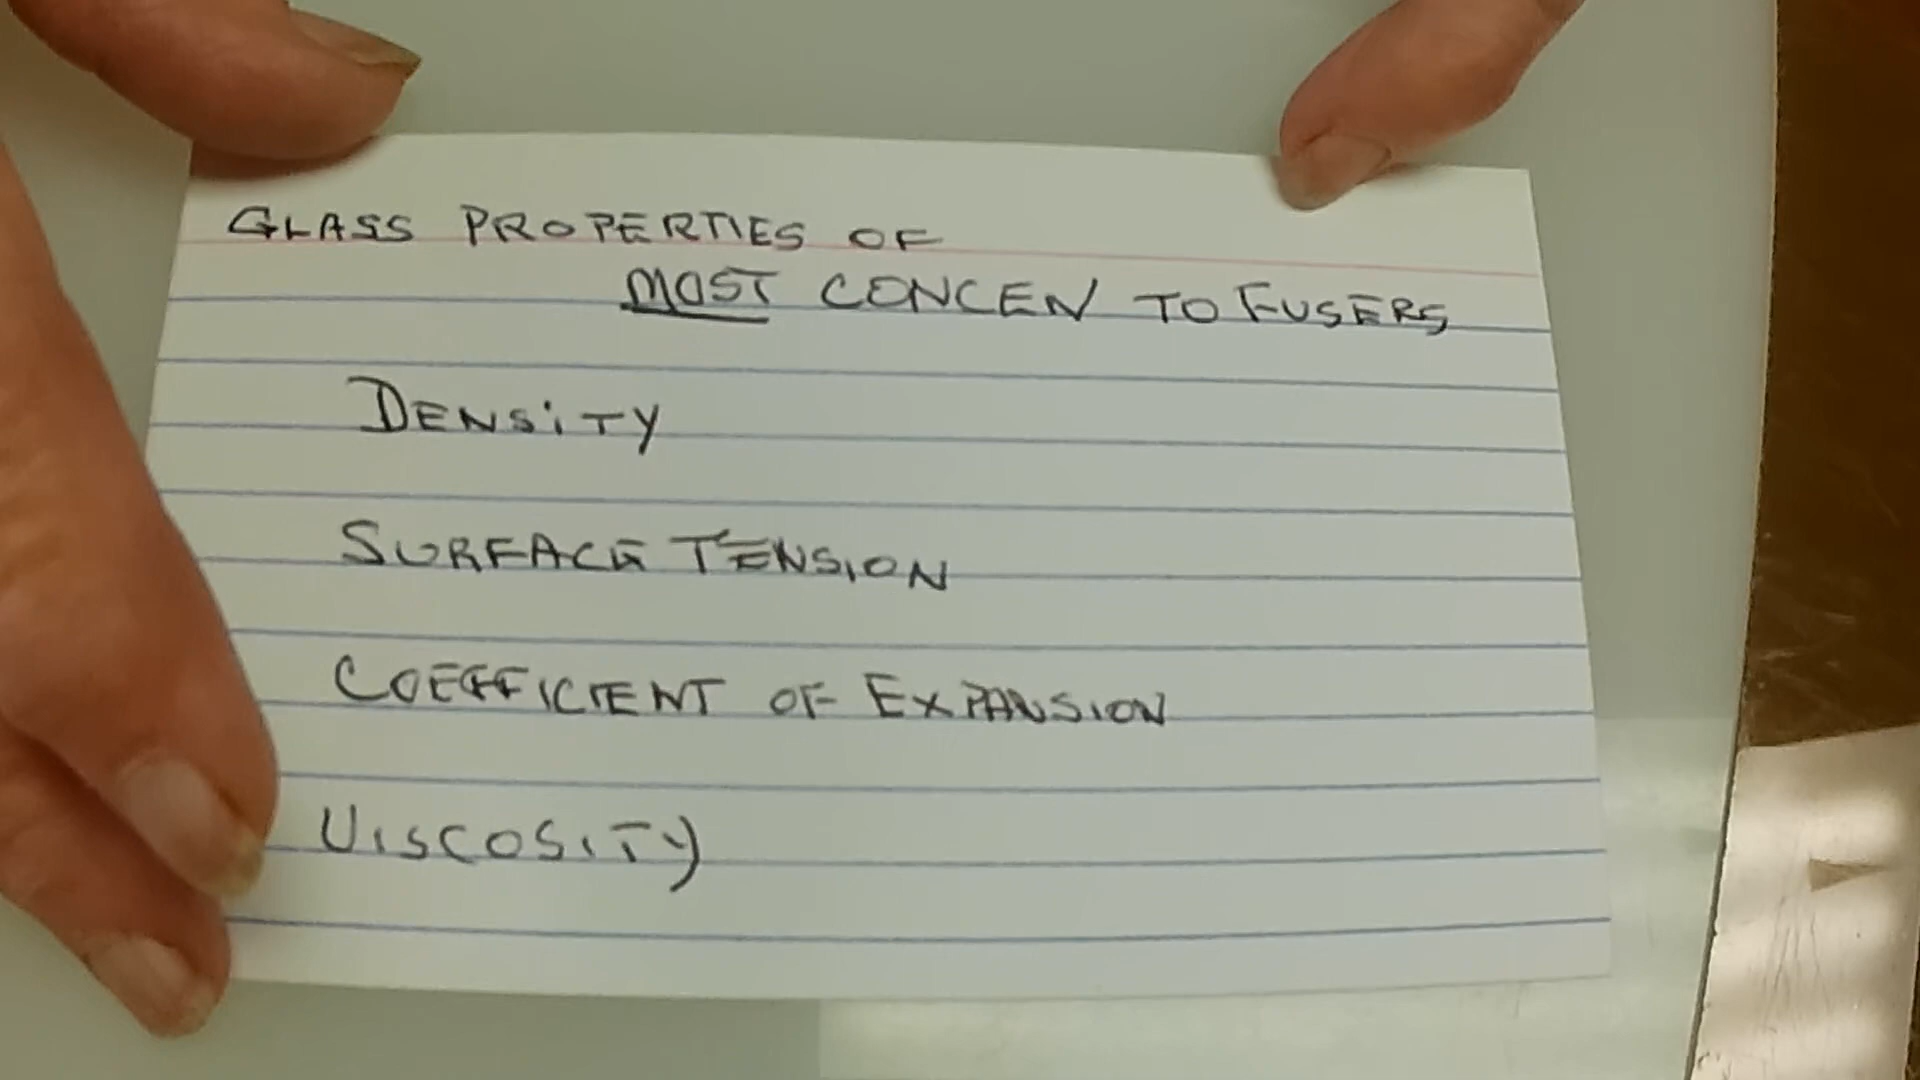 GLASS PROPERTIES OF
MOST CONCEN TO FUSERS
DENSITY
SURFACE TENSION
COEFFICIENT OF EXPANSION
VISCOSITY